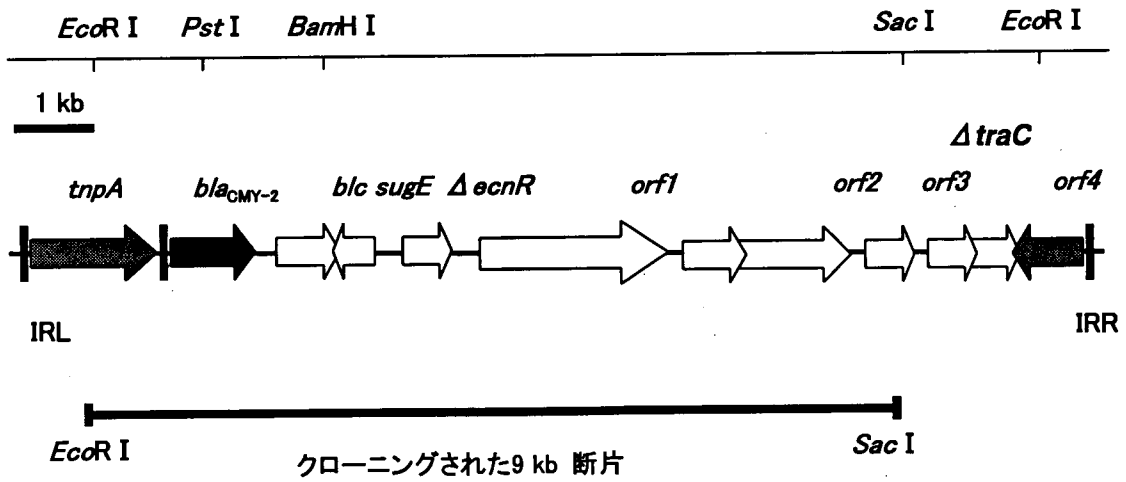 EcoR I Pst I BamH I Sac I EcoR I
1 kb
ΔtraC
tnpA blaCMY-2 blc sugE ΔecnR orf1 orf2 orf3 orf4
IRL IRR
EcoR I Sac I
クローニングされた9 kb 断片